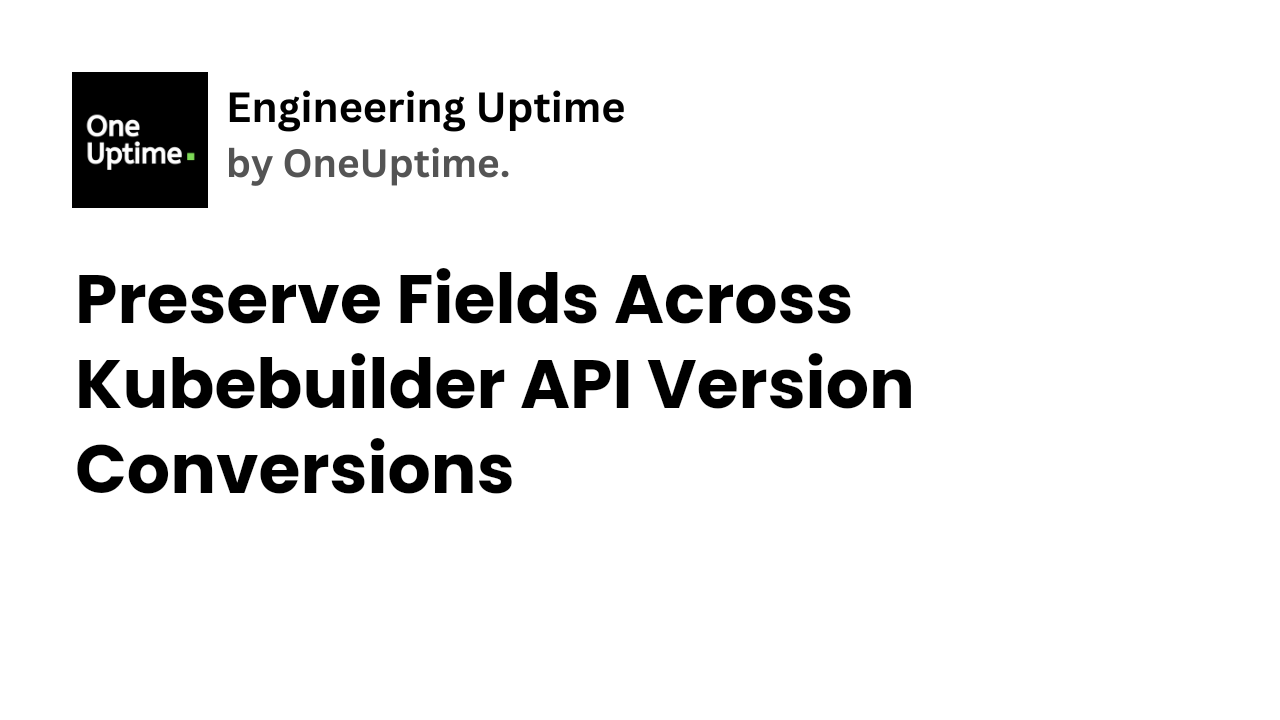 One
Uptime.
Engineering Uptime
by OneUptime.
Preserve Fields Across
Kubebuilder API Version
Conversions